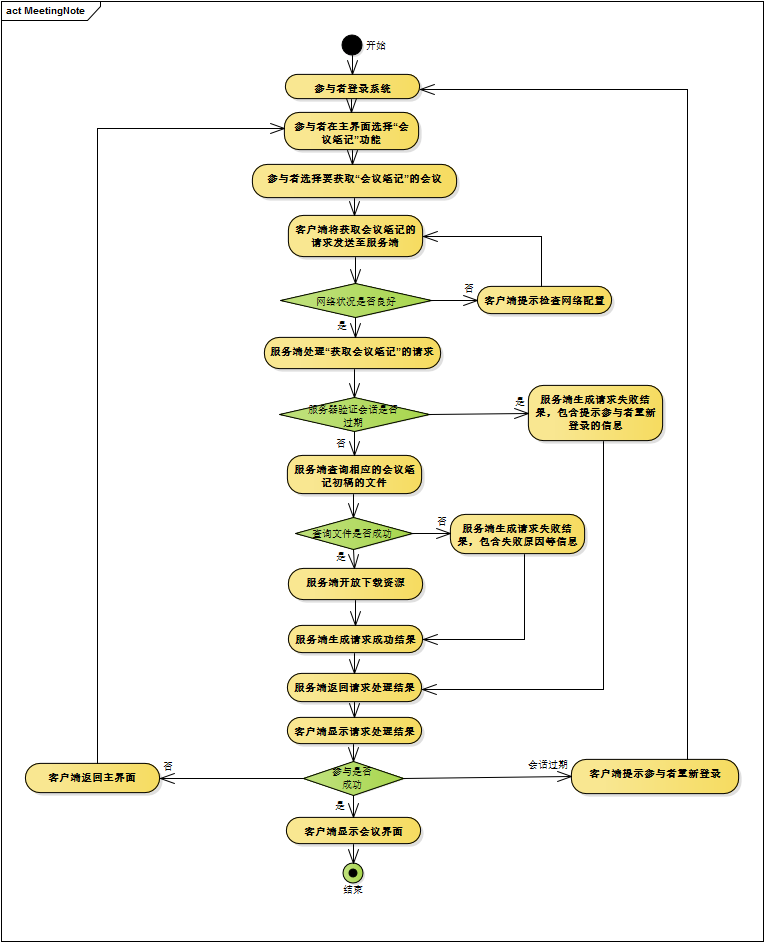 act MeetingNote
开始
参与者登录系统
参与者在主界面选择“会
议笔记”功能
参与者选择要获取“会议笔记”的会议
客户端将获取会议笔记的
请求发送至服务端
网络状况是否良好
否
客户端提示检查网络配置
是
服务端处理“获取会议笔记”的请求
服务器验证会话是否
过期
是
服务端生成请求失败结
果，包含提示参与者重新
登录的信息
否
服务端查询相应的会议笔
记初稿的文件
查询文件是否成功
否
服务端生成请求失败结
果，包含失败原因等信息
是
服务端开放下载资源
服务端生成请求成功结果
服务端返回请求处理结果
客户端显示请求处理结果
参与是否
成功
否
客户端返回主界面
会话过期
客户端提示参与者重新登录
是
客户端显示会议界面
结束